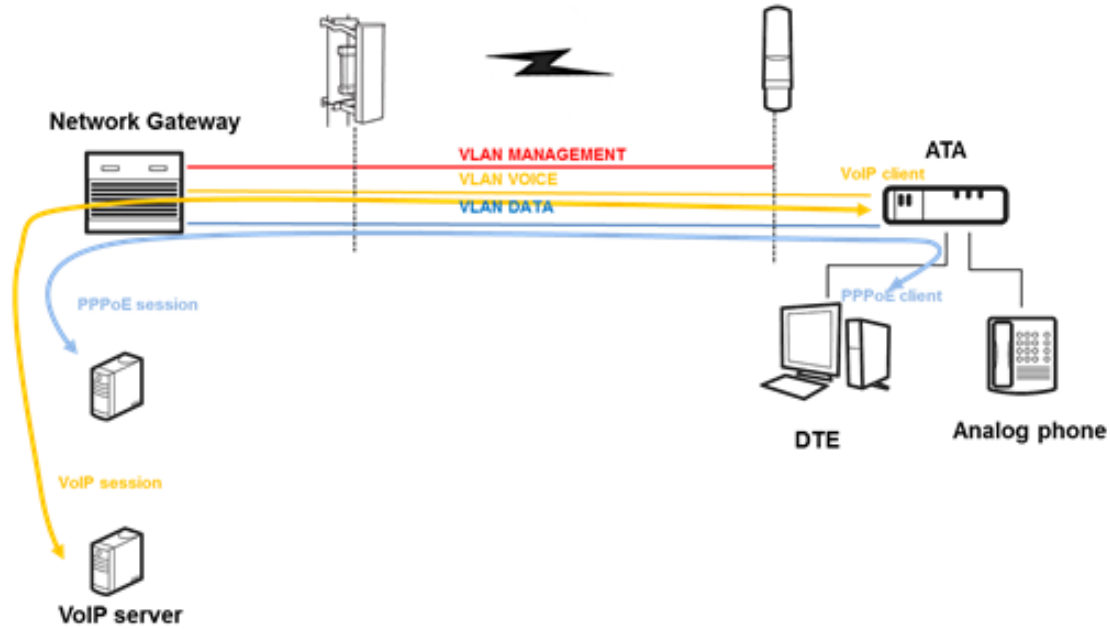 Network Gateway
VLAN MANAGEMENT
ATA
VLAN VOICE
VoIP client
VLAN DATA
PPPoE session
PPPoE client
DTE
Analog phone
VoIP session
VoIP server